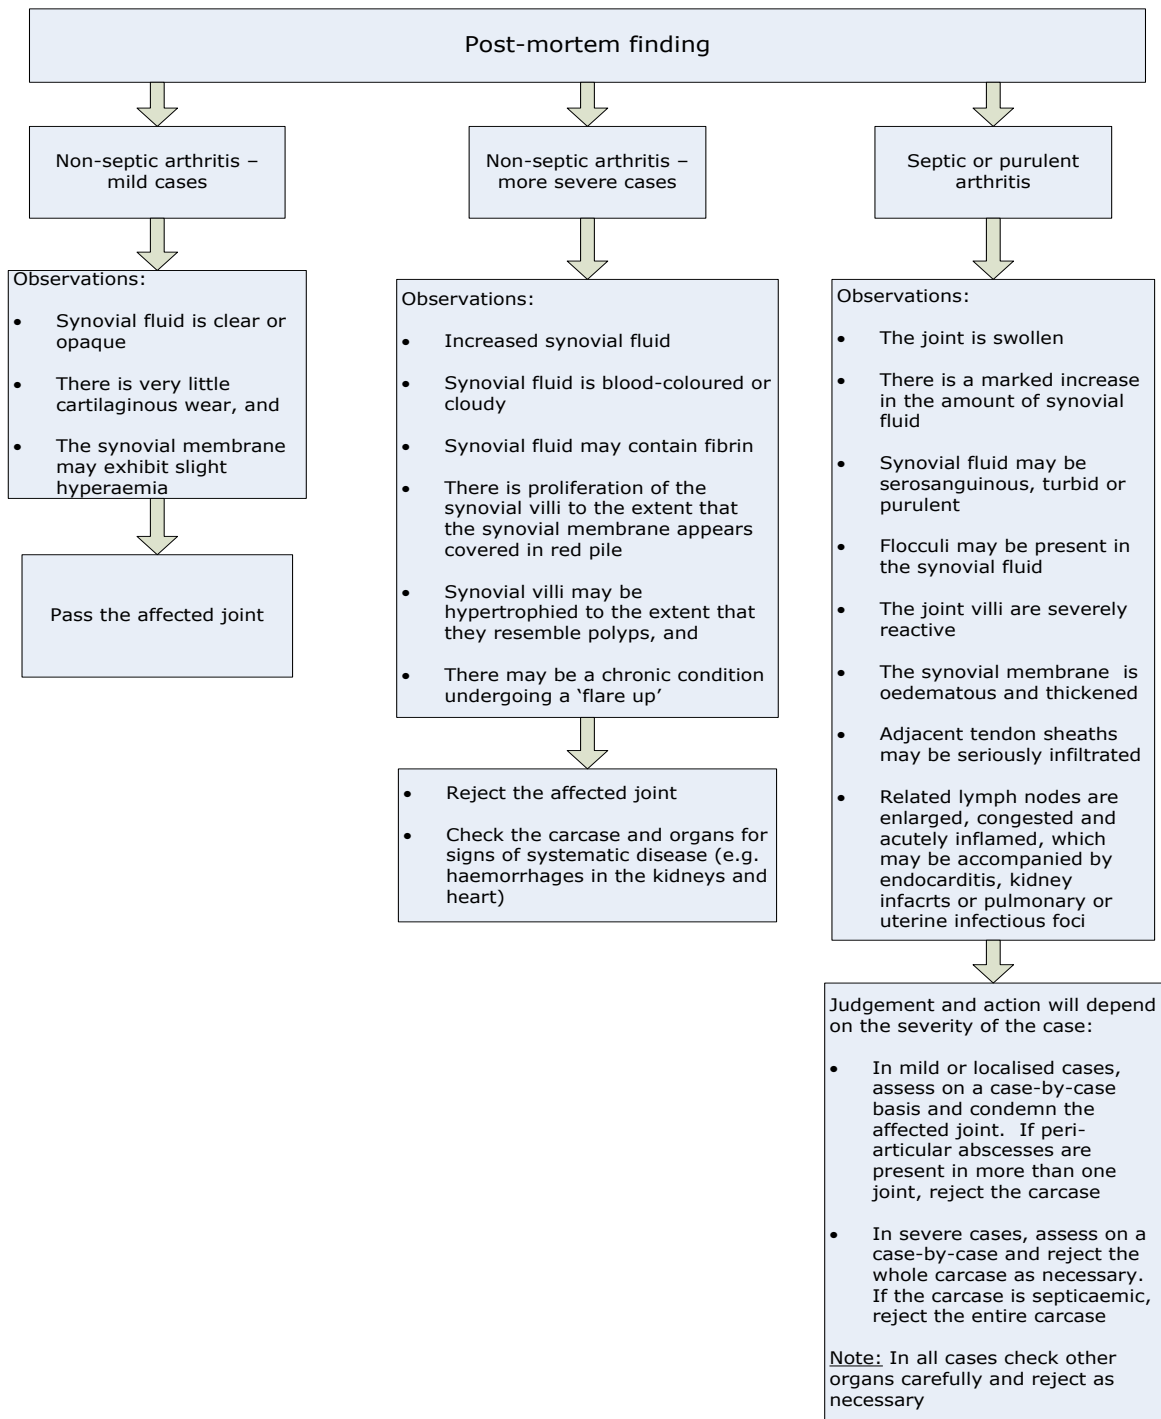 Post-mortem finding
Non-septic arthritis –
mild cases
Observations:
• Synovial fluid is clear or
opaque
• There is very little
cartilaginous wear, and
• The synovial membrane
may exhibit slight
hyperaemia
Pass the affected joint
Non-septic arthritis –
more severe cases
Observations:
• Increased synovial fluid
• Synovial fluid is blood-coloured or
cloudy
• Synovial fluid may contain fibrin
• There is proliferation of the
synovial villi to the extent that
the synovial membrane appears
covered in red pile
• Synovial villi may be
hypertrophied to the extent that
they resemble polyps, and
• There may be a chronic condition
undergoing a ‘flare up’
• Reject the affected joint
• Check the carcase and organs for
signs of systematic disease (e.g.
haemorrhages in the kidneys and
heart)
Septic or purulent
arthritis
Observations:
• The joint is swollen
• There is a marked increase
in the amount of synovial
fluid
• Synovial fluid may be
serosanguinous, turbid or
purulent
• Flocculi may be present in
the synovial fluid
• The joint villi are severely
reactive
• The synovial membrane is
oedematous and thickened
• Adjacent tendon sheaths
may be seriously infiltrated
• Related lymph nodes are
enlarged, congested and
acutely inflamed, which
may be accompanied by
endocarditis, kidney
infacrts or pulmonary or
uterine infectious foci
Judgement and action will depend
on the severity of the case:
• In mild or localised cases,
assess on a case-by-case
basis and condemn the
affected joint. If peri-
articular abscesses are
present in more than one
joint, reject the carcase
• In severe cases, assess on a
case-by-case and reject the
whole carcase as necessary.
If the carcase is septicaemic,
reject the entire carcase
Note: In all cases check other
organs carefully and reject as
necessary